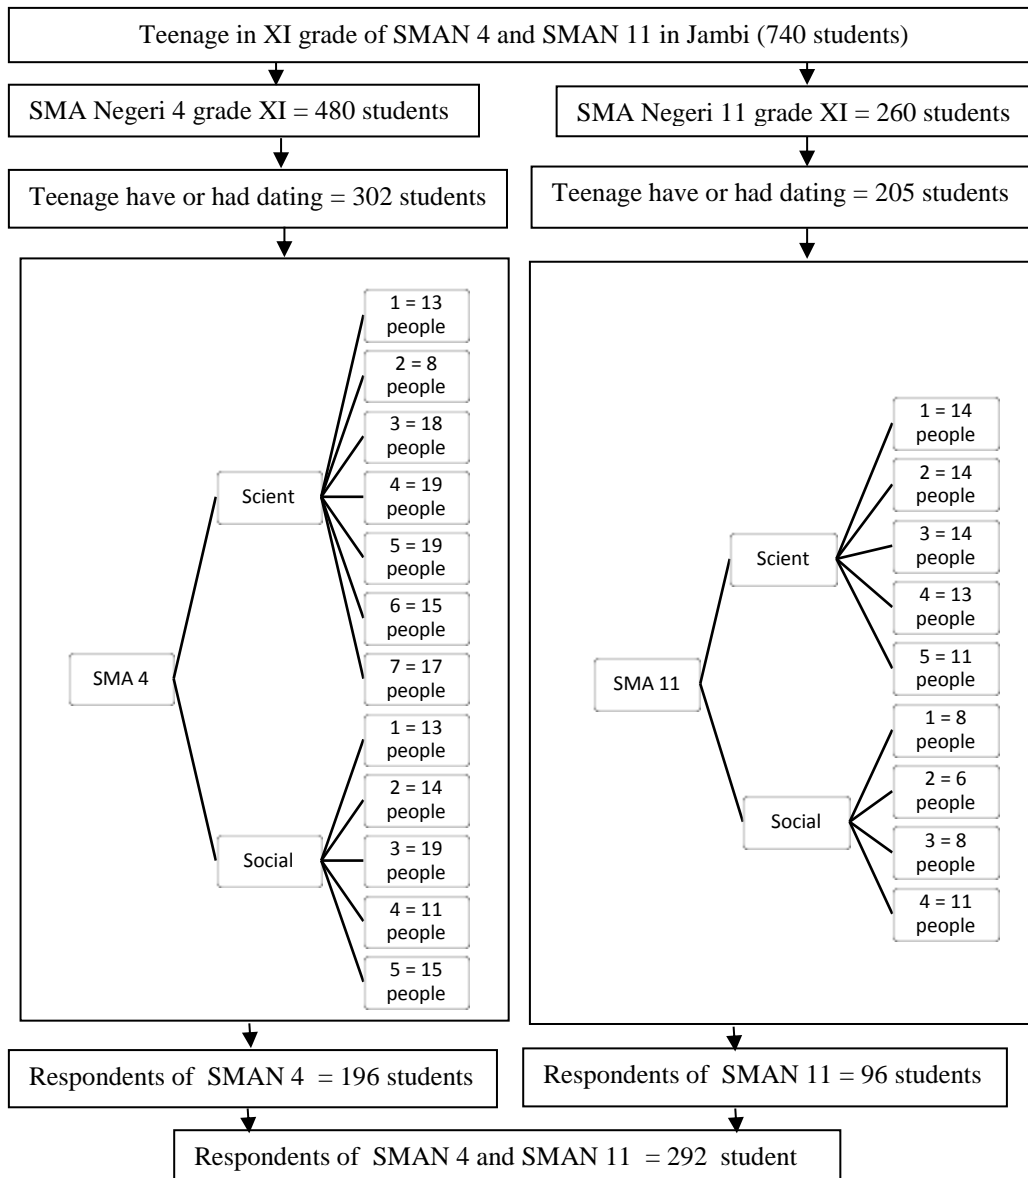 Teenage in XI grade of SMAN 4 and SMAN 11 in Jambi (740 students)
SMA Negeri 4 grade XI = 480 students
SMA Negeri 11 grade XI = 260 students
Teenage have or had dating = 302 students
Teenage have or had dating = 205 students
SMA 4
Scient
1 = 13
people
2 = 8
people
3 = 18
people
4 = 19
people
5 = 19
people
6 = 15
people
7 = 17
people
Social
1 = 13
people
2 = 14
people
3 = 19
people
4 = 11
people
5 = 15
people
SMA 11
Scient
1 = 14
people
2 = 14
people
3 = 14
people
4 = 13
people
5 = 11
people
Social
1 = 8
people
2 = 6
people
3 = 8
people
4 = 11
people
Respondents of SMAN 4 = 196 students
Respondents of SMAN 11 = 96 students
Respondents of SMAN 4 and SMAN 11 = 292 student